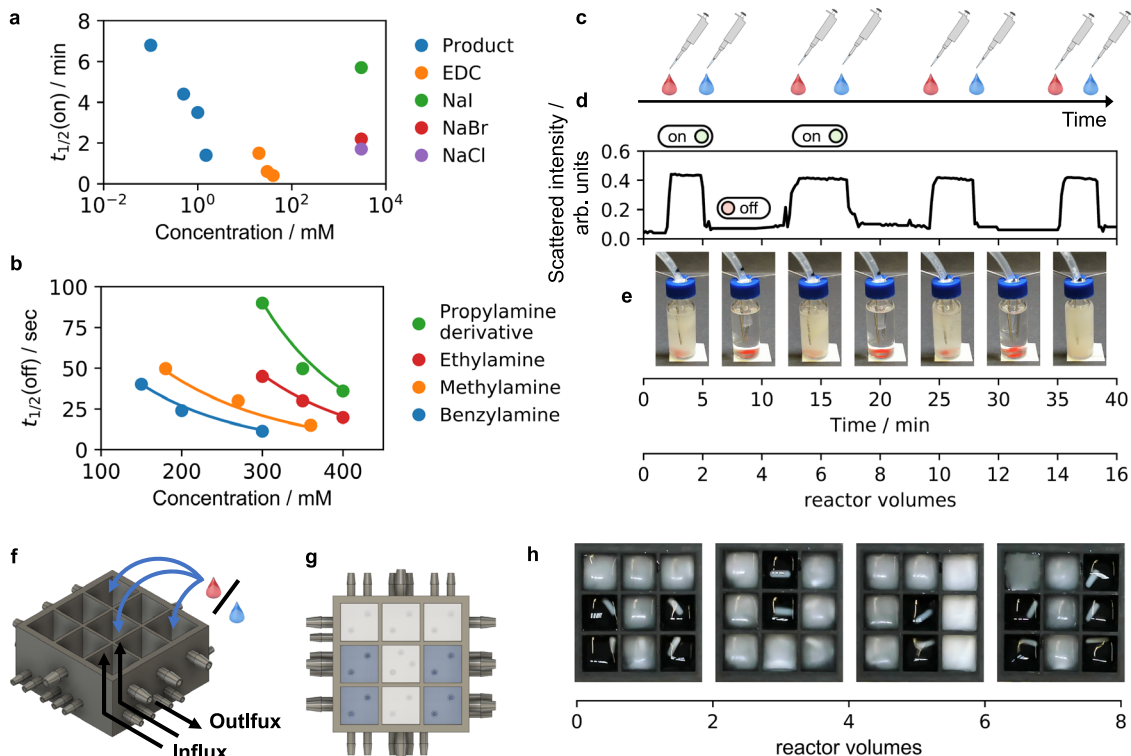 a
8
6
4
2
0
t1/2(on) / min
10−2
100
102
104
Concentration / mM
Product
EDC
NaI
NaBr
NaCl
b
100
75
50
25
0
t1/2(off) / sec
100
200
300
400
Concentration / mM
Propylamine
derivative
Ethylamine
Methylamine
Benzylamine
c
Time
d
Scattered intensity /
arb. units
on
on
off
0.6
0.4
0.2
0.0
e
0 5 10 15 20 25 30 35 40
Time / min
0 2 4 6 8 10 12 14 16
reactor volumes
f
Outlfux
Influx
g
h
0 2 4 6 8
reactor volumes